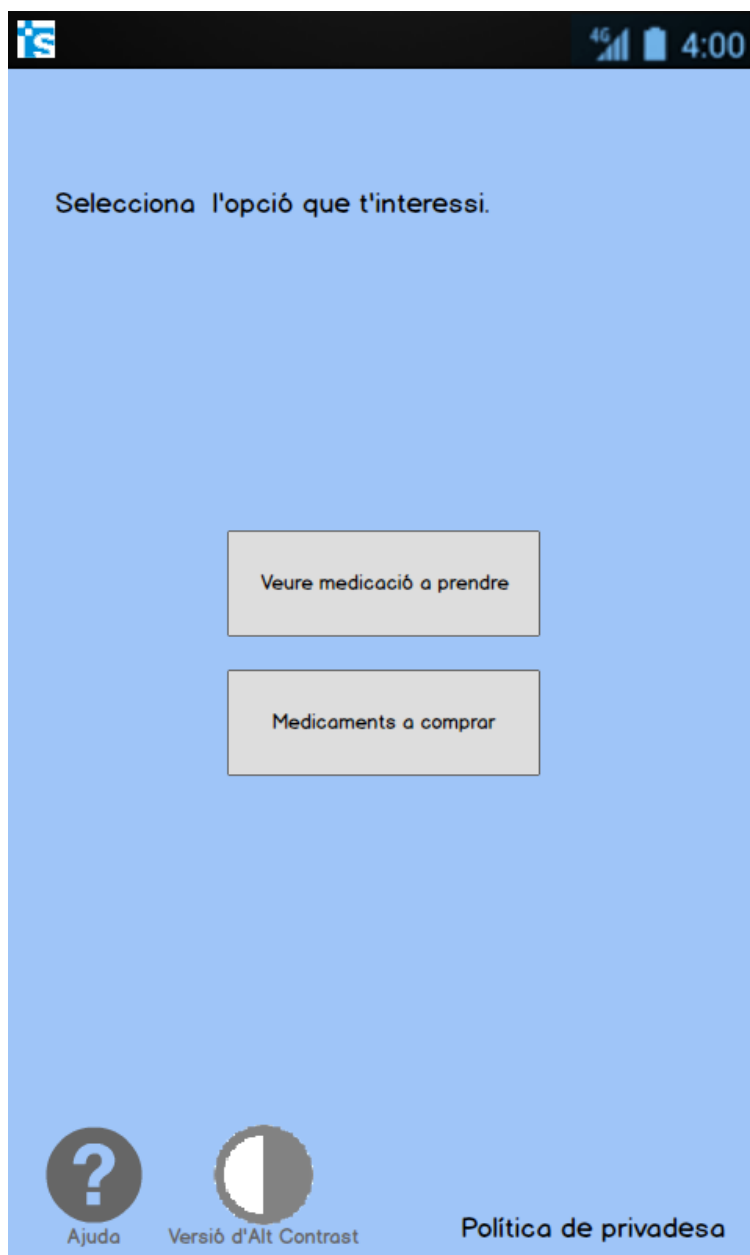 is
4G 4:00
Selecciona l'opció que t'interessi.
Veure medicació a prendre
Medicaments a comprar
?
Ajuda
Versió d'Alt Contrast
Política de privadesa